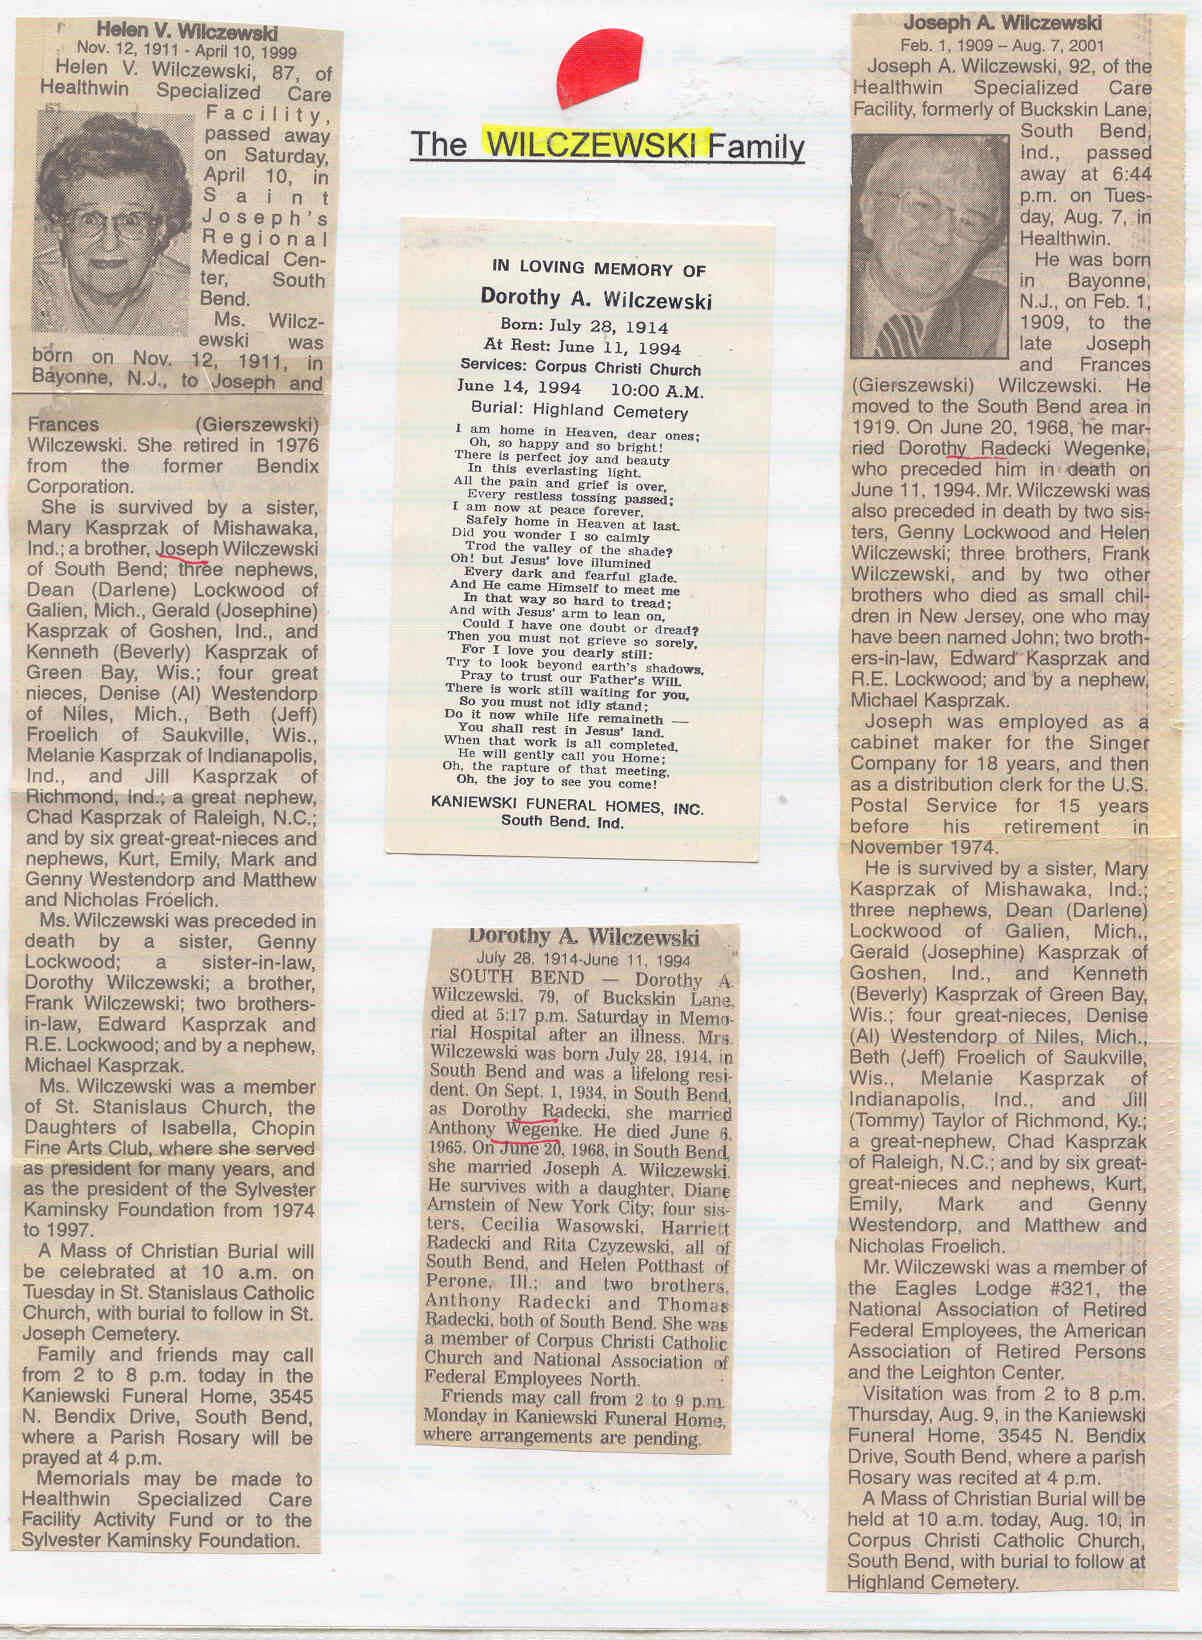 Helen V. Wilczewski
Nov. 12, 1911 - April 10, 1999
Helen V. Wilczewski, 87, of
Healthwin Specialized Care
Facility,
passed away
on Saturday,
April 10, in
Saint
Joseph's
Regional
Medical Cen-
ter, South
Bend.
Ms. Wilcz-
ewski was
born on Nov. 12, 1911, in
Bayonne, N.J., to Joseph and
Frances (Gierszewski)
Wilczewski. She retired in 1976
from the former Bendix
Corporation.
She is survived by a sister,
Mary Kasprzak of Mishawaka,
Ind.; a brother, Joseph Wilczewski
of South Bend; three nephews,
Dean (Darlene) Lockwood of
Galien, Mich., Gerald (Josephine)
Kasprzak of Goshen, Ind., and
Kenneth (Beverly) Kasprzak of
Green Bay, Wis.; four great
nieces, Denise (Al) Westendorp
of Niles, Mich., Beth (Jeff)
Froelich of Saukville, Wis.,
Melanie Kasprzak of Indianapolis,
Ind., and Jill Kasprzak of
Richmond, Ind.; a great nephew,
Chad Kasprzak of Raleigh, N.C.;
and by six great-great-nieces and
nephews, Kurt, Emily, Mark and
Genny Westendorp and Matthew
and Nicholas Froelich.
Ms. Wilczewski was preceded in
death by a sister, Genny
Lockwood; a sister-in-law,
Dorothy Wilczewski; a brother,
Frank Wilczewski; two brothers-
in-law, Edward Kasprzak and
R.E. Lockwood; and by a nephew,
Michael Kasprzak.
Ms. Wilczewski was a member
of St. Stanislaus Church, the
Daughters of Isabella, Chopin
Fine Arts Club, where she served
as president for many years, and
as the president of the Sylvester
Kaminsky Foundation from 1974
to 1997.
A Mass of Christian Burial will
be celebrated at 10 a.m. on
Tuesday in St. Stanislaus Catholic
Church, with burial to follow in St.
Joseph Cemetery.
Family and friends may call
from 2 to 8 p.m. today in the
Kaniewski Funeral Home, 3545
N. Bendix Drive, South Bend,
where a Parish Rosary will be
prayed at 4 p.m.
Memorials may be made to
Healthwin Specialized Care
Facility Activity Fund or to the
Sylvester Kaminsky Foundation.
The WILCZEWSKI Family
IN LOVING MEMORY OF
Dorothy A. Wilczewski
Born: July 28, 1914
At Rest: June 11, 1994
Services: Corpus Christi Church
June 14, 1994 10:00 A.M.
Burial: Highland Cemetery
I am home in Heaven, dear ones;
Oh, so happy and so bright!
There is perfect joy and beauty
In this everlasting light.
All the pain and grief is over,
Every restless tossing passed;
I am now at peace forever,
Safely home in Heaven at last.
Did you wonder I so calmly
Trod the valley of the shade?
Oh! but Jesus' love illumined
Every dark and fearful glade.
And He came Himself to meet me
In that way so hard to tread;
And with Jesus' arm to lean on,
Could I have one doubt or dread?
Then you must not grieve so sorely,
For I love you dearly still:
Try to look beyond earth's shadows,
Pray to trust our Father's Will.
There is work still waiting for you,
So you must not idly stand;
Do it now while life remaineth —
You shall rest in Jesus' land.
When that work is all completed,
He will gently call you Home;
Oh, the rapture of that meeting,
Oh, the joy to see you come!
KANIEWSKI FUNERAL HOMES, INC.
South Bend, Ind.
Dorothy A. Wilczewski
July 28, 1914-June 11, 1994
SOUTH BEND — Dorothy A.
Wilczewski, 79, of Buckskin Lane,
died at 5:17 p.m. Saturday in Memo-
rial Hospital after an illness. Mrs.
Wilczewski was born July 28, 1914, in
South Bend and was a lifelong resi-
dent. On Sept. 1, 1934, in South Bend,
as Dorothy Radecki, she married
Anthony Wegenke. He died June 6,
1965. On June 20, 1968, in South Bend,
she married Joseph A. Wilczewski.
He survives with a daughter, Diane
Arnstein of New York City; four sis-
ters, Cecilia Wasowski, Harriett
Radecki and Rita Czyzewski, all of
South Bend, and Helen Potthast of
Perone, Ill.; and two brothers,
Anthony Radecki and Thomas
Radecki, both of South Bend. She was
a member of Corpus Christi Catholic
Church and National Association of
Federal Employees North.
Friends may call from 2 to 9 p.m.
Monday in Kaniewski Funeral Home,
where arrangements are pending.
Joseph A. Wilczewski
Feb. 1, 1909 – Aug. 7, 2001
Joseph A. Wilczewski, 92, of the
Healthwin Specialized Care
Facility, formerly of Buckskin Lane,
South Bend,
Ind., passed
away at 6:44
p.m. on Tues-
day, Aug. 7, in
Healthwin.
He was born
in Bayonne,
N.J., on Feb. 1,
1909, to the
late Joseph
and Frances
(Gierszewski) Wilczewski. He
moved to the South Bend area in
1919. On June 20, 1968, he mar-
ried Dorothy Radecki Wegenke,
who preceded him in death on
June 11, 1994. Mr. Wilczewski was
also preceded in death by two sis-
ters, Genny Lockwood and Helen
Wilczewski; three brothers, Frank
Wilczewski, and by two other
brothers who died as small chil-
dren in New Jersey, one who may
have been named John; two broth-
ers-in-law, Edward Kasprzak and
R.E. Lockwood; and by a nephew,
Michael Kasprzak.
Joseph was employed as a
cabinet maker for the Singer
Company for 18 years, and then
as a distribution clerk for the U.S.
Postal Service for 15 years
before his retirement in
November 1974.
He is survived by a sister, Mary
Kasprzak of Mishawaka, Ind.;
three nephews, Dean (Darlene)
Lockwood of Galien, Mich.,
Gerald (Josephine) Kasprzak of
Goshen, Ind., and Kenneth
(Beverly) Kasprzak of Green Bay,
Wis.; four great-nieces, Denise
(Al) Westendorp of Niles, Mich.,
Beth (Jeff) Froelich of Saukville,
Wis., Melanie Kasprzak of
Indianapolis, Ind., and Jill
(Tommy) Taylor of Richmond, Ky.;
a great-nephew, Chad Kasprzak
of Raleigh, N.C.; and by six great-
great-nieces and nephews, Kurt,
Emily, Mark and Genny
Westendorp, and Matthew and
Nicholas Froelich.
Mr. Wilczewski was a member of
the Eagles Lodge #321, the
National Association of Retired
Federal Employees, the American
Association of Retired Persons
and the Leighton Center.
Visitation was from 2 to 8 p.m.
Thursday, Aug. 9, in the Kaniewski
Funeral Home, 3545 N. Bendix
Drive, South Bend, where a parish
Rosary was recited at 4 p.m.
A Mass of Christian Burial will be
held at 10 a.m. today, Aug. 10, in
Corpus Christi Catholic Church,
South Bend, with burial to follow at
Highland Cemetery.